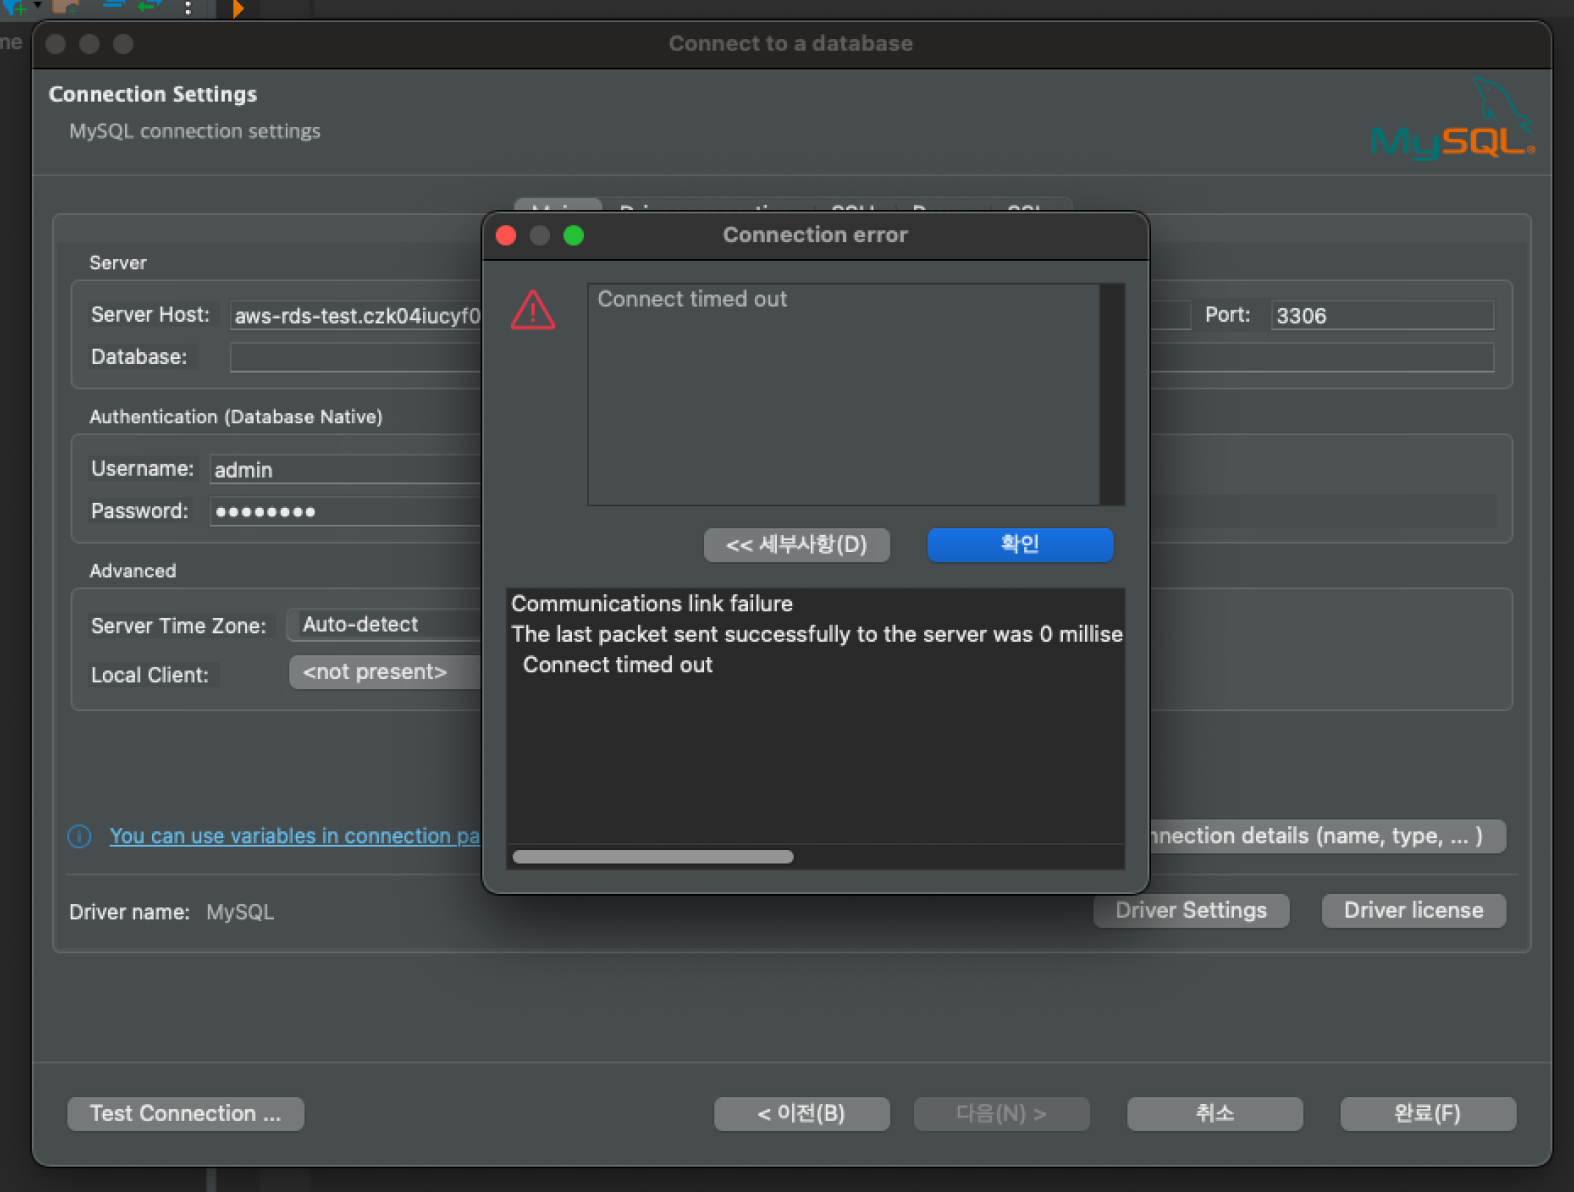 me
Connect to a database
Connection Settings
MySQL connection settings
MySQL®
Connection error
Server
Connect timed out
Server Host:
aws-rds-test.czk04iucyf0
Port:
3306
Database:
Authentication (Database Native)
Username:
admin
Password:
<< 세부사항(D)
확인
Advanced
Communications link failure
Server Time Zone:
Auto-detect
The last packet sent successfully to the server was 0 millise
Local Client:
<not present>
Connect timed out
You can use variables in connection pa
nnection details (name, type, ... )
Driver name:
MySQL
Driver Settings
Driver license
Test Connection ...
< 이전(B)
다음(N) >
취소
완료(F)